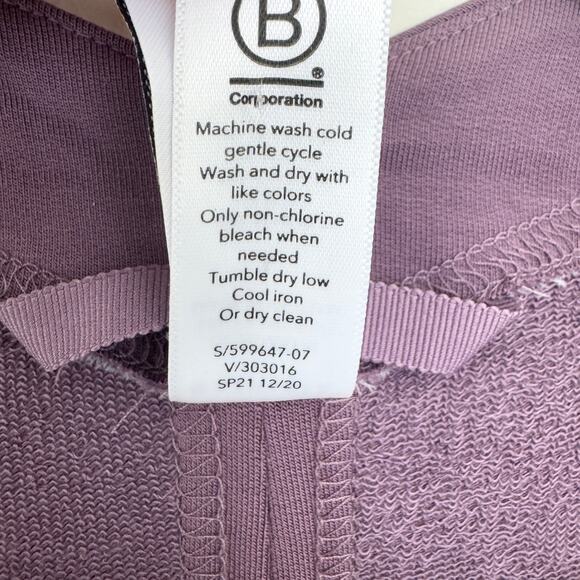 B
®
Corporation
Machine wash cold
gentle cycle
Wash and dry with
like colors
Only non-chlorine
bleach when
needed
Tumble dry low
Cool iron
Or dry clean
S/599647-07
V/303016
SP21 12/20